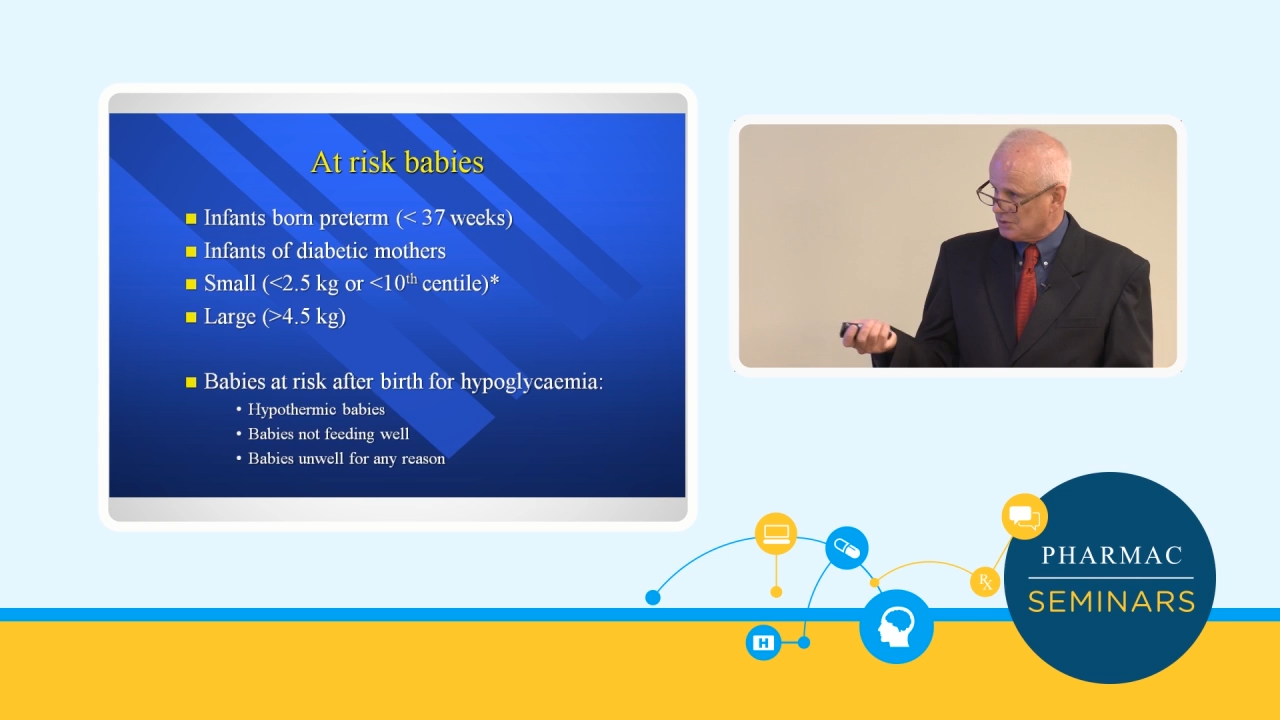 At risk babies
Infants born preterm (< 37 weeks)
Infants of diabetic mothers
Small (<2.5 kg or <10th centile)*
Large (>4.5 kg)
Babies at risk after birth for hypoglycaemia:
• Hypothermic babies
• Babies not feeding well
• Babies unwell for any reason
H
Rx
PHARMAC
SEMINARS